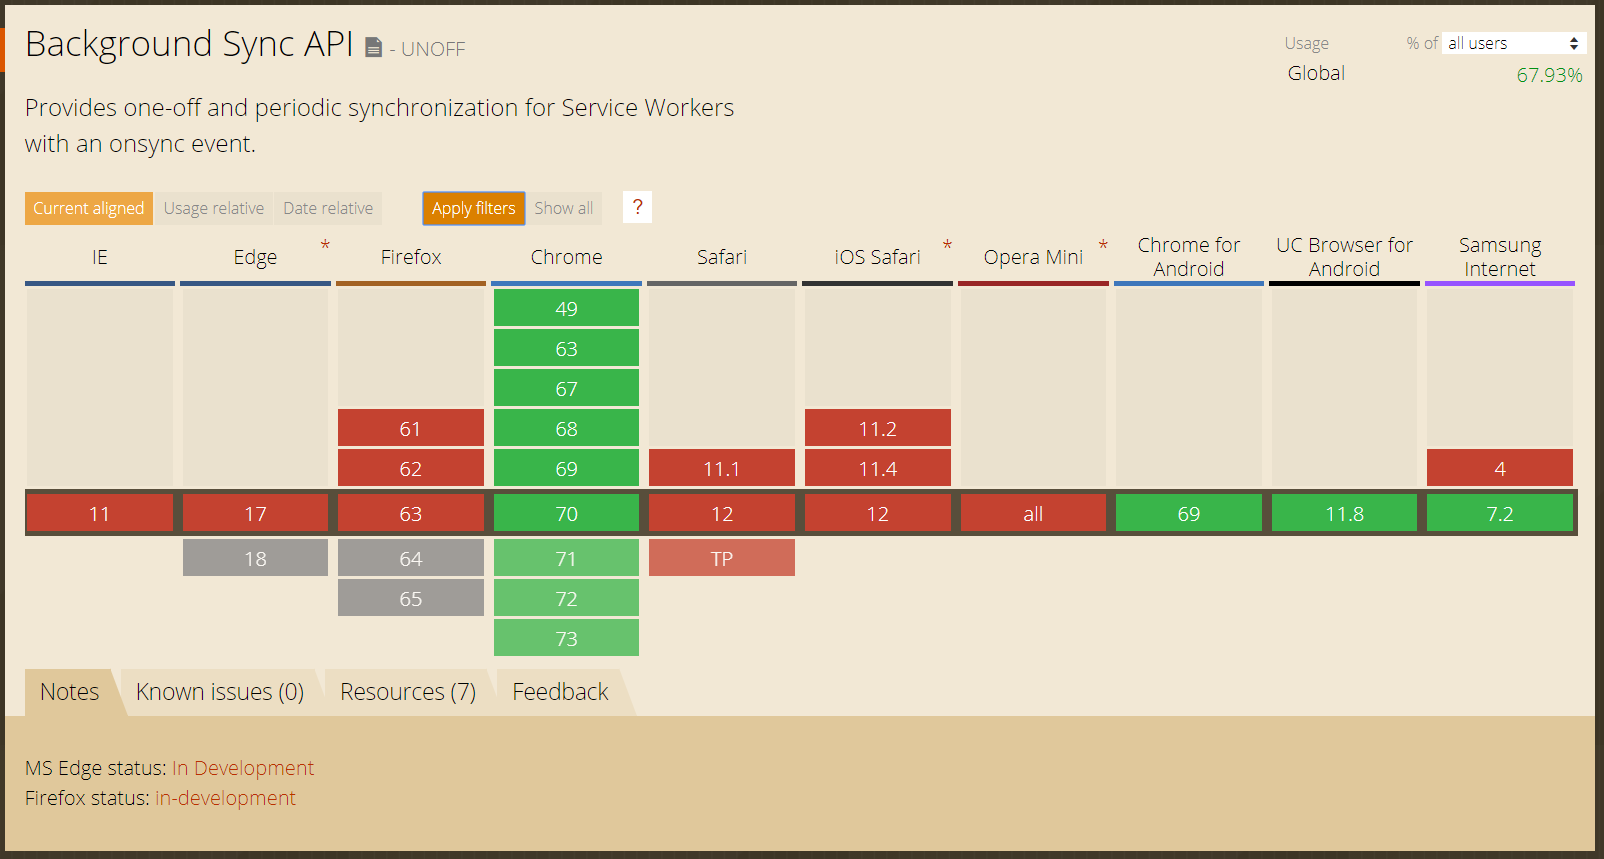 Background Sync API - UNOFF
Usage % of all users
Global 67.93%
Provides one-off and periodic synchronization for Service Workers
with an onsync event.
Current aligned Usage relative Date relative Apply filters Show all ?
IE Edge * Firefox Chrome Safari iOS Safari * Opera Mini * Chrome for Android UC Browser for Android Samsung Internet
49
63
67
61 68 11.2
62 69 11.1 11.4 4
11 17 63 70 12 12 all 69 11.8 7.2
18 64 71 TP
65 72
73
Notes Known issues (0) Resources (7) Feedback
MS Edge status: In Development
Firefox status: in-development